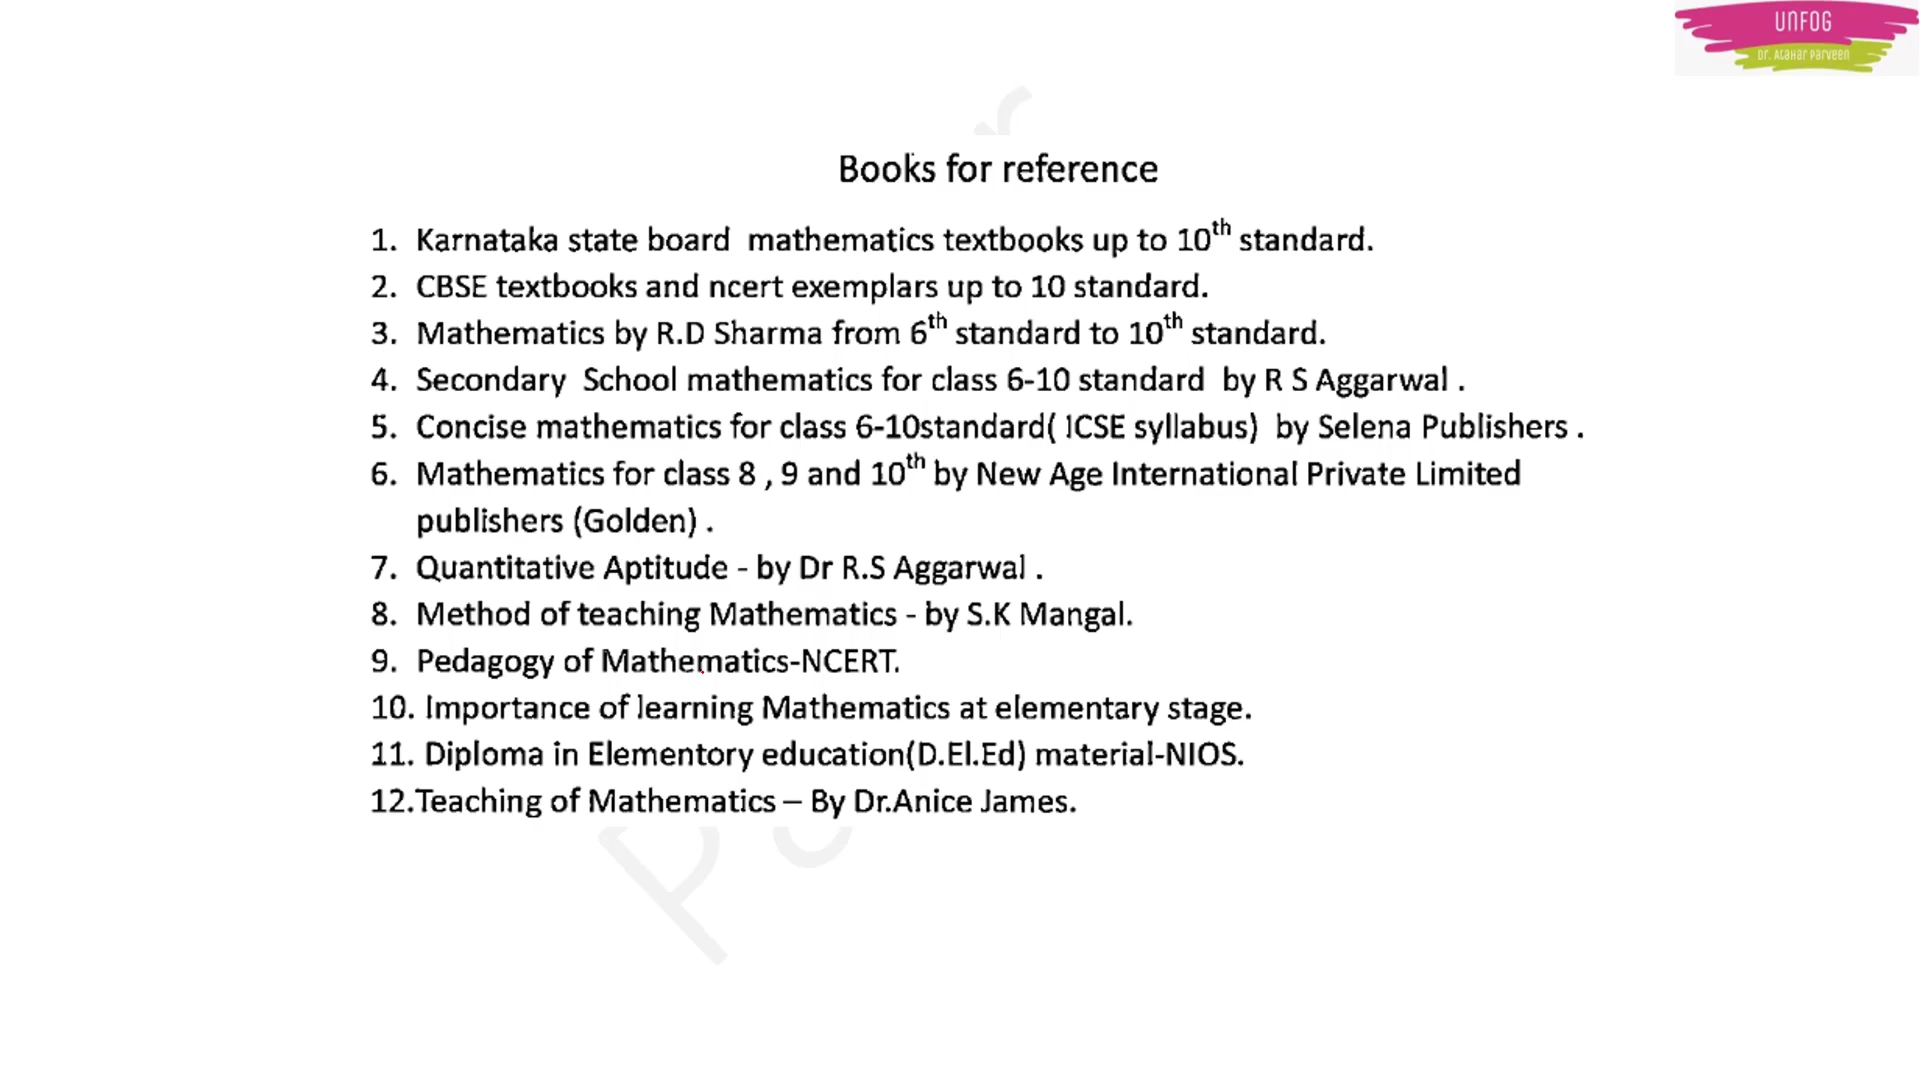 UNFOG
Dr. Atahar Parveen
Books for reference
1. Karnataka state board mathematics textbooks up to 10th standard.
2. CBSE textbooks and ncert exemplars up to 10 standard.
3. Mathematics by R.D Sharma from 6th standard to 10th standard.
4. Secondary School mathematics for class 6-10 standard by R S Aggarwal .
5. Concise mathematics for class 6-10standard( ICSE syllabus) by Selena Publishers .
6. Mathematics for class 8 , 9 and 10th by New Age International Private Limited
publishers (Golden) .
7. Quantitative Aptitude - by Dr R.S Aggarwal .
8. Method of teaching Mathematics - by S.K Mangal.
9. Pedagogy of Mathematics-NCERT.
10. Importance of learning Mathematics at elementary stage.
11. Diploma in Elementory education(D.El.Ed) material-NIOS.
12.Teaching of Mathematics – By Dr.Anice James.